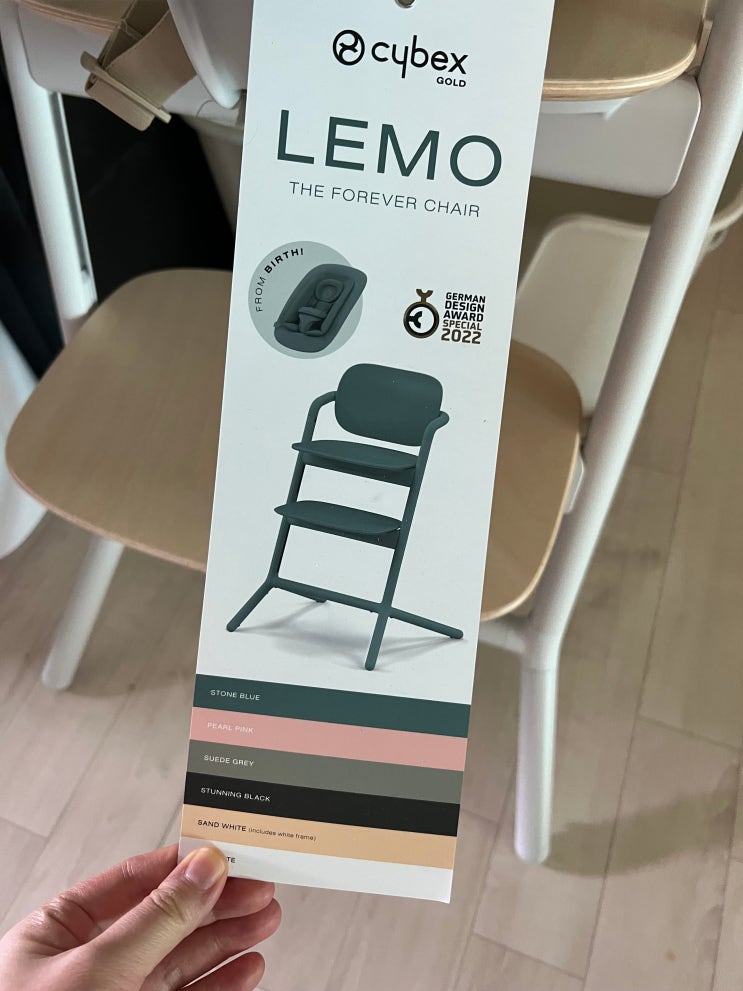 cybex
GOLD
LEMO
THE FOREVER CHAIR
FROM BIRTH!
GERMAN
DESIGN
AWARD
SPECIAL
2022
STONE BLUE
PEARL PINK
SUEDE GREY
STUNNING BLACK
SAND WHITE (includes white frame)